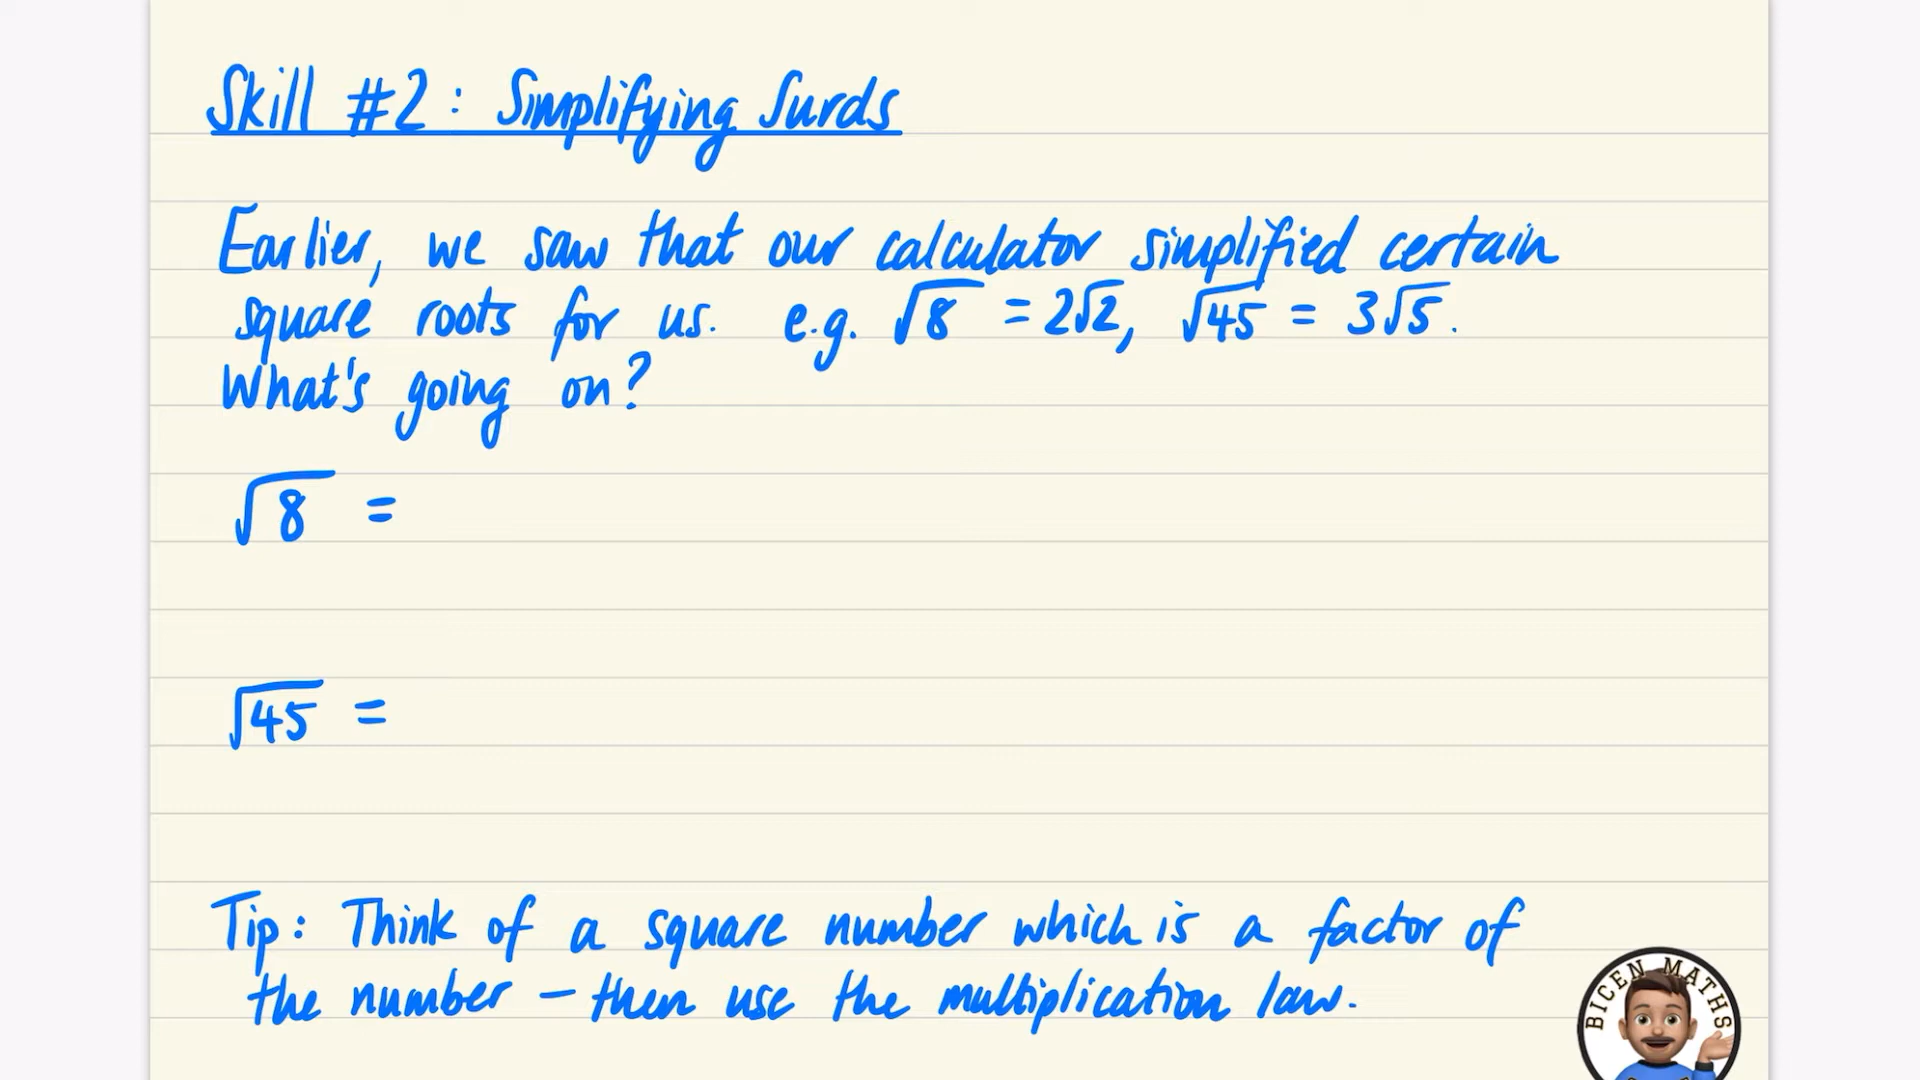 Skill #2: Simplifying Surds
Earlier, we saw that our calculator simplified certain
square roots for us. e.g. √8 = 2√2, √45 = 3√5.
What's going on?
√8 =
√45 =
Tip: Think of a square number which is a factor of
the number – then use the multiplication law.
BICEN MATHS